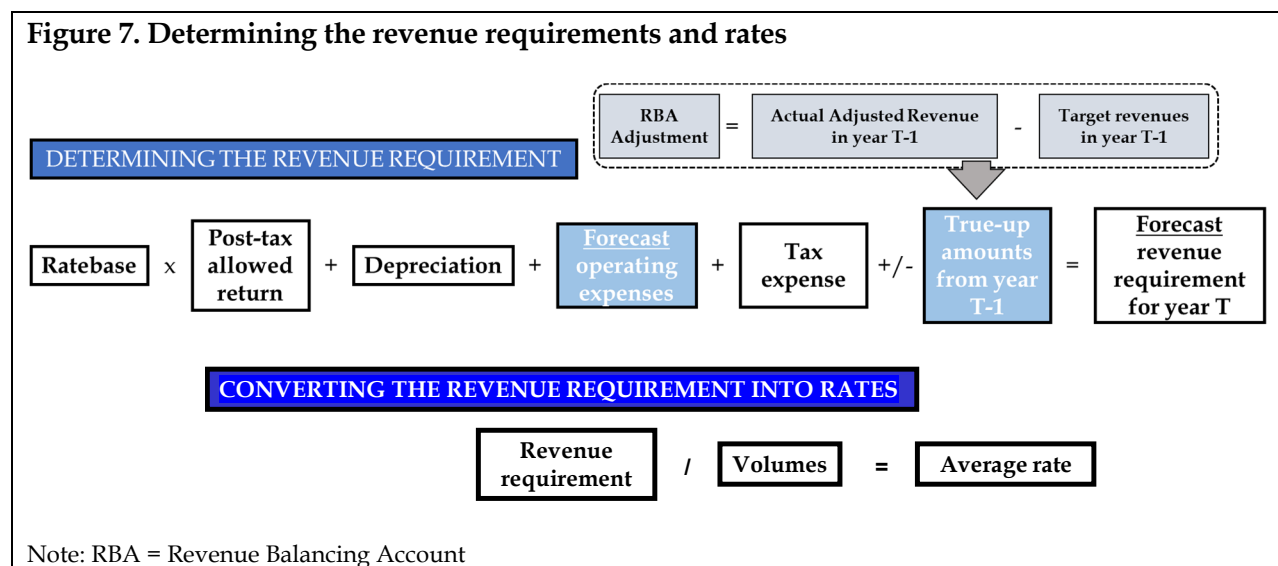 Figure 7. Determining the revenue requirements and rates
RBA
Adjustment
=
Actual Adjusted Revenue
in year T-1
-
Target revenues
in year T-1
DETERMINING THE REVENUE REQUIREMENT
Ratebase
x
Post-tax
allowed
return
+
Depreciation
+
Forecast
operating
expenses
+
Tax
expense
+/-
True-up
amounts
from year
T-1
=
Forecast
revenue
requirement
for year T
CONVERTING THE REVENUE REQUIREMENT INTO RATES
Revenue
requirement
/
Volumes
=
Average rate
Note: RBA = Revenue Balancing Account